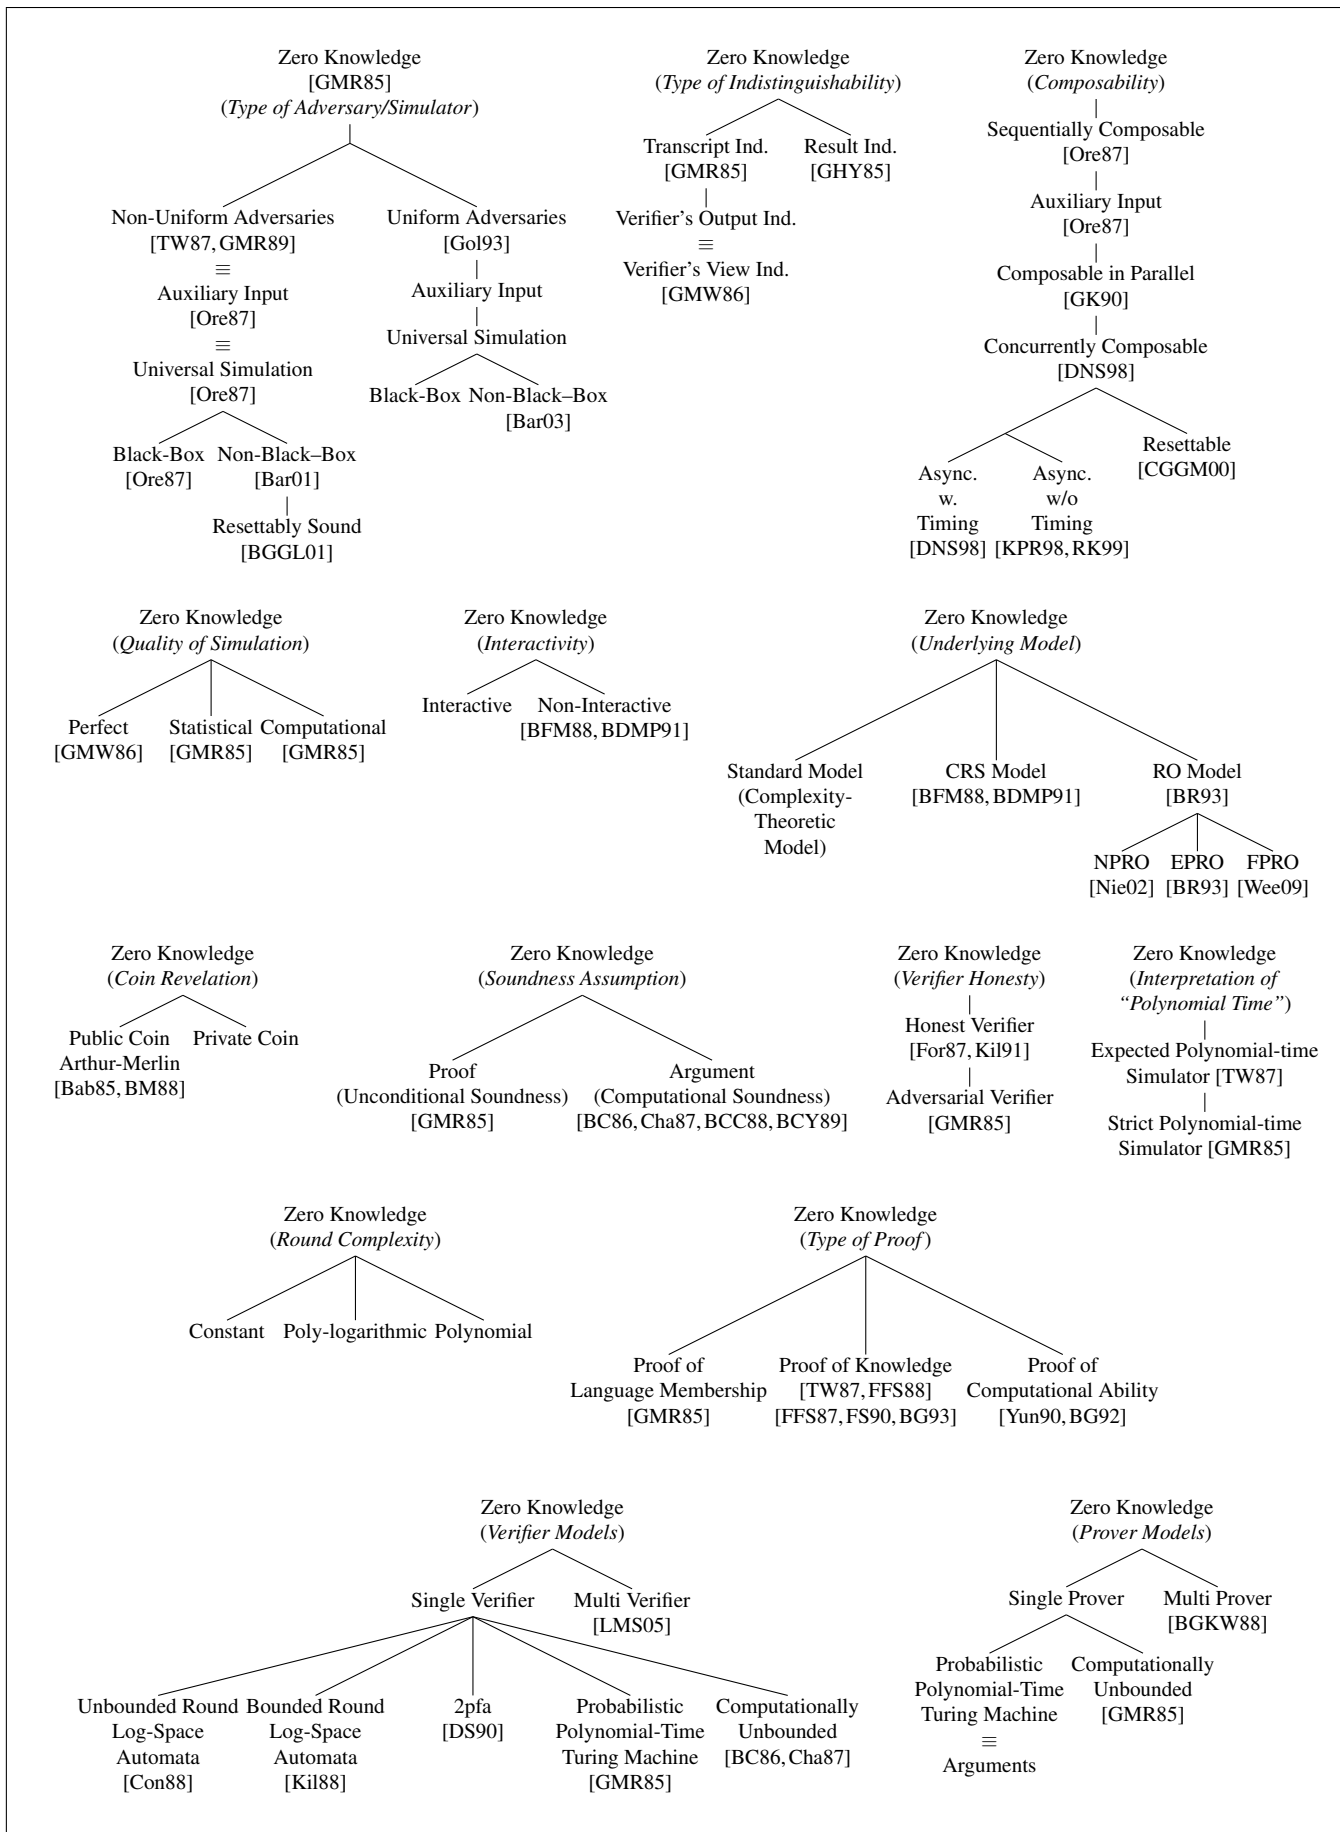 Zero Knowledge
[GMR85]
(Type of Adversary/Simulator)
Non-Uniform Adversaries
[TW87, GMR89]
≡
Auxiliary Input
[Ore87]
≡
Universal Simulation
[Ore87]
Black-Box
[Ore87]
Non-Black–Box
[Bar01]
Resettably Sound
[BGGL01]
Uniform Adversaries
[Gol93]
Auxiliary Input
Universal Simulation
Black-Box
Non-Black–Box
[Bar03]
Zero Knowledge
(Type of Indistinguishability)
Transcript Ind.
[GMR85]
Verifier's Output Ind.
≡
Verifier's View Ind.
[GMW86]
Result Ind.
[GHY85]
Zero Knowledge
(Composability)
Sequentially Composable
[Ore87]
Auxiliary Input
[Ore87]
Composable in Parallel
[GK90]
Concurrently Composable
[DNS98]
Async.
w.
Timing
[DNS98]
Async.
w/o
Timing
[KPR98, RK99]
Resettable
[CGGM00]
Zero Knowledge
(Quality of Simulation)
Perfect
[GMW86]
Statistical
[GMR85]
Computational
[GMR85]
Zero Knowledge
(Interactivity)
Interactive
Non-Interactive
[BFM88, BDMP91]
Zero Knowledge
(Underlying Model)
Standard Model
(Complexity-
Theoretic
Model)
CRS Model
[BFM88, BDMP91]
RO Model
[BR93]
NPRO
[Nie02]
EPRO
[BR93]
FPRO
[Wee09]
Zero Knowledge
(Coin Revelation)
Public Coin
Arthur-Merlin
[Bab85, BM88]
Private Coin
Zero Knowledge
(Soundness Assumption)
Proof
(Unconditional Soundness)
[GMR85]
Argument
(Computational Soundness)
[BC86, Cha87, BCC88, BCY89]
Zero Knowledge
(Verifier Honesty)
Honest Verifier
[For87, Kil91]
Adversarial Verifier
[GMR85]
Zero Knowledge
(Interpretation of
“Polynomial Time”)
Expected Polynomial-time
Simulator [TW87]
Strict Polynomial-time
Simulator [GMR85]
Zero Knowledge
(Round Complexity)
Constant
Poly-logarithmic
Polynomial
Zero Knowledge
(Type of Proof)
Proof of
Language Membership
[GMR85]
Proof of Knowledge
[TW87, FFS88]
[FFS87, FS90, BG93]
Proof of
Computational Ability
[Yun90, BG92]
Zero Knowledge
(Verifier Models)
Single Verifier
Multi Verifier
[LMS05]
Unbounded Round
Log-Space
Automata
[Con88]
Bounded Round
Log-Space
Automata
[Kil88]
2pfa
[DS90]
Probabilistic
Polynomial-Time
Turing Machine
[GMR85]
Computationally
Unbounded
[BC86, Cha87]
Zero Knowledge
(Prover Models)
Single Prover
Multi Prover
[BGKW88]
Probabilistic
Polynomial-Time
Turing Machine
≡
Arguments
Computationally
Unbounded
[GMR85]